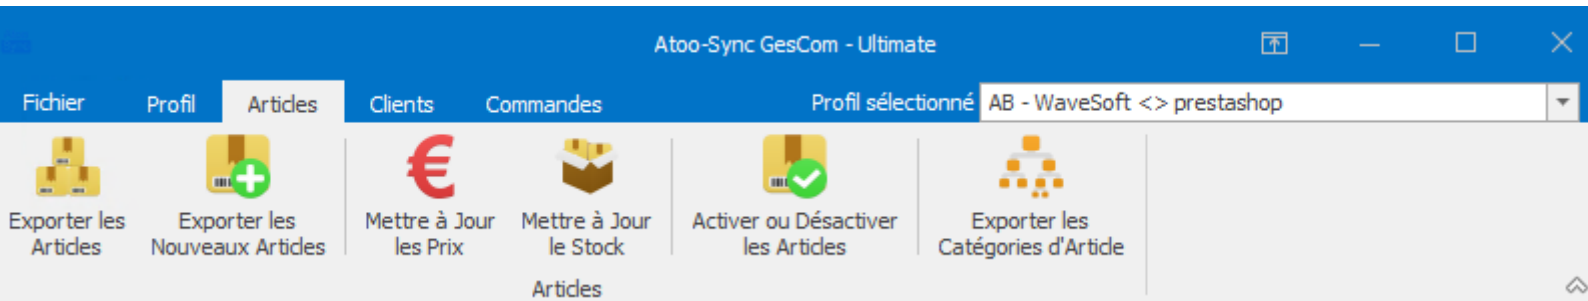 Atoo-Sync GesCom - Ultimate
Fichier Profil Articles Clients Commandes Profil sélectionné AB - WaveSoft <> prestashop
Exporter les Articles
Exporter les Nouveaux Articles
Mettre à Jour les Prix
Mettre à Jour le Stock
Activer ou Désactiver les Articles
Exporter les Catégories d'Article
Articles